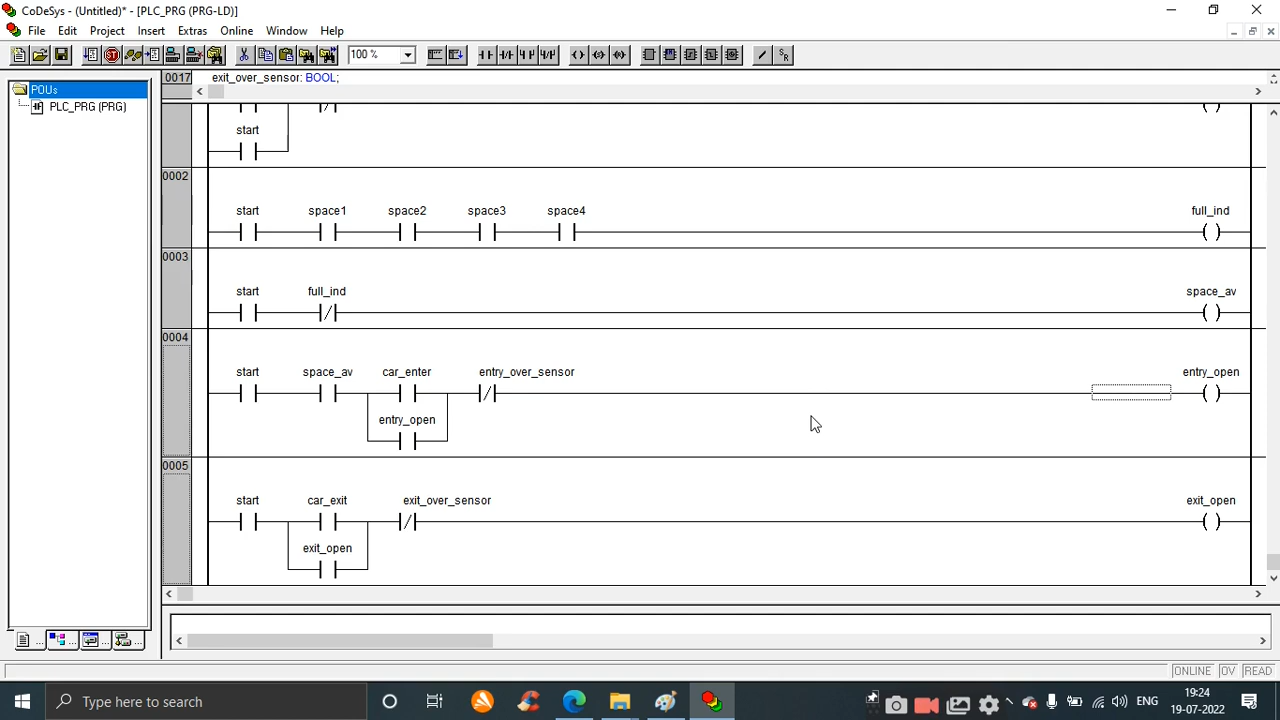 CoDeSys - (Untitled)* - [PLC_PRG (PRG-LD)]
File Edit Project Insert Extras Online Window Help
100 %
POUs
PLC_PRG (PRG)
0017 exit_over_sensor: BOOL;
start
0002
start space1 space2 space3 space4 full_ind
0003
start full_ind space_av
0004
start space_av car_enter entry_over_sensor entry_open
entry_open
0005
start car_exit exit_over_sensor exit_open
exit_open
ONLINE OV READ
Type here to search
ENG
19:24
19-07-2022